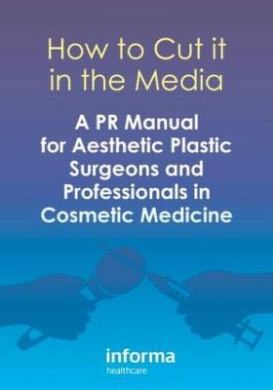 How to Cut it
in the Media
A PR Manual
for Aesthetic Plastic
Surgeons and
Professionals in
Cosmetic Medicine
informa
healthcare